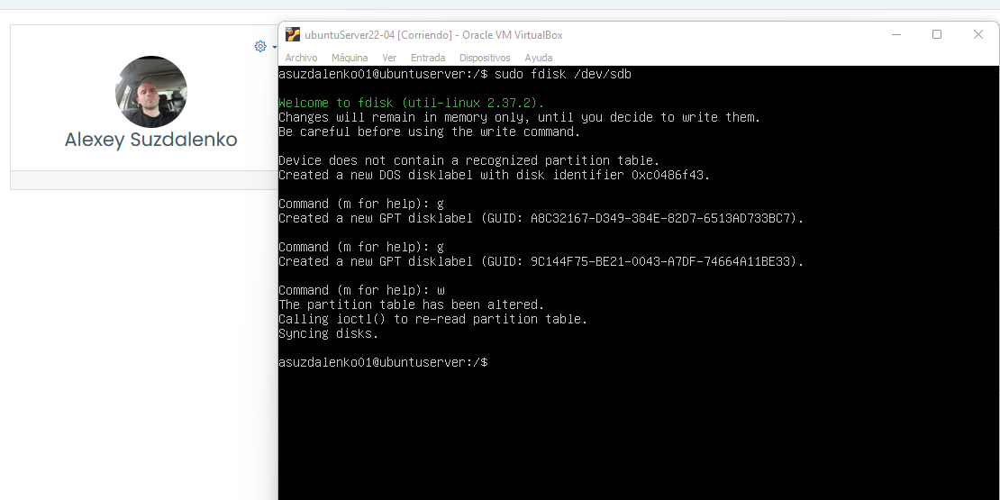 Alexey Suzdalenko
ubuntuServer22-04 [Corriendo] - Oracle VM VirtualBox
Archivo Máquina Ver Entrada Dispositivos Ayuda
asuzdalenko01@ubuntuserver:/$ sudo fdisk /dev/sdb
Welcome to fdisk (util-linux 2.37.2).
Changes will remain in memory only, until you decide to write them.
Be careful before using the write command.
Device does not contain a recognized partition table.
Created a new DOS disklabel with disk identifier 0xc0486f43.
Command (m for help): g
Created a new GPT disklabel (GUID: A8C32167-D349-384E-82D7-6513AD733BC7).
Command (m for help): g
Created a new GPT disklabel (GUID: 9C144F75-BE21-0043-A7DF-74664A11BE33).
Command (m for help): w
The partition table has been altered.
Calling ioctl() to re-read partition table.
Syncing disks.
asuzdalenko01@ubuntuserver:/$